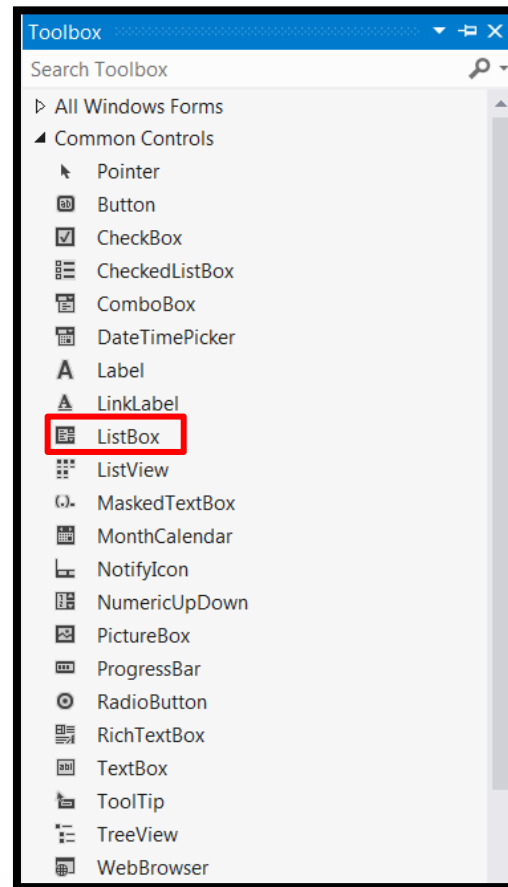 Toolbox
Search Toolbox
All Windows Forms
Common Controls
Pointer
Button
CheckBox
CheckedListBox
ComboBox
DateTimePicker
Label
LinkLabel
ListBox
ListView
MaskedTextBox
MonthCalendar
NotifyIcon
NumericUpDown
PictureBox
ProgressBar
RadioButton
RichTextBox
TextBox
ToolTip
TreeView
WebBrowser